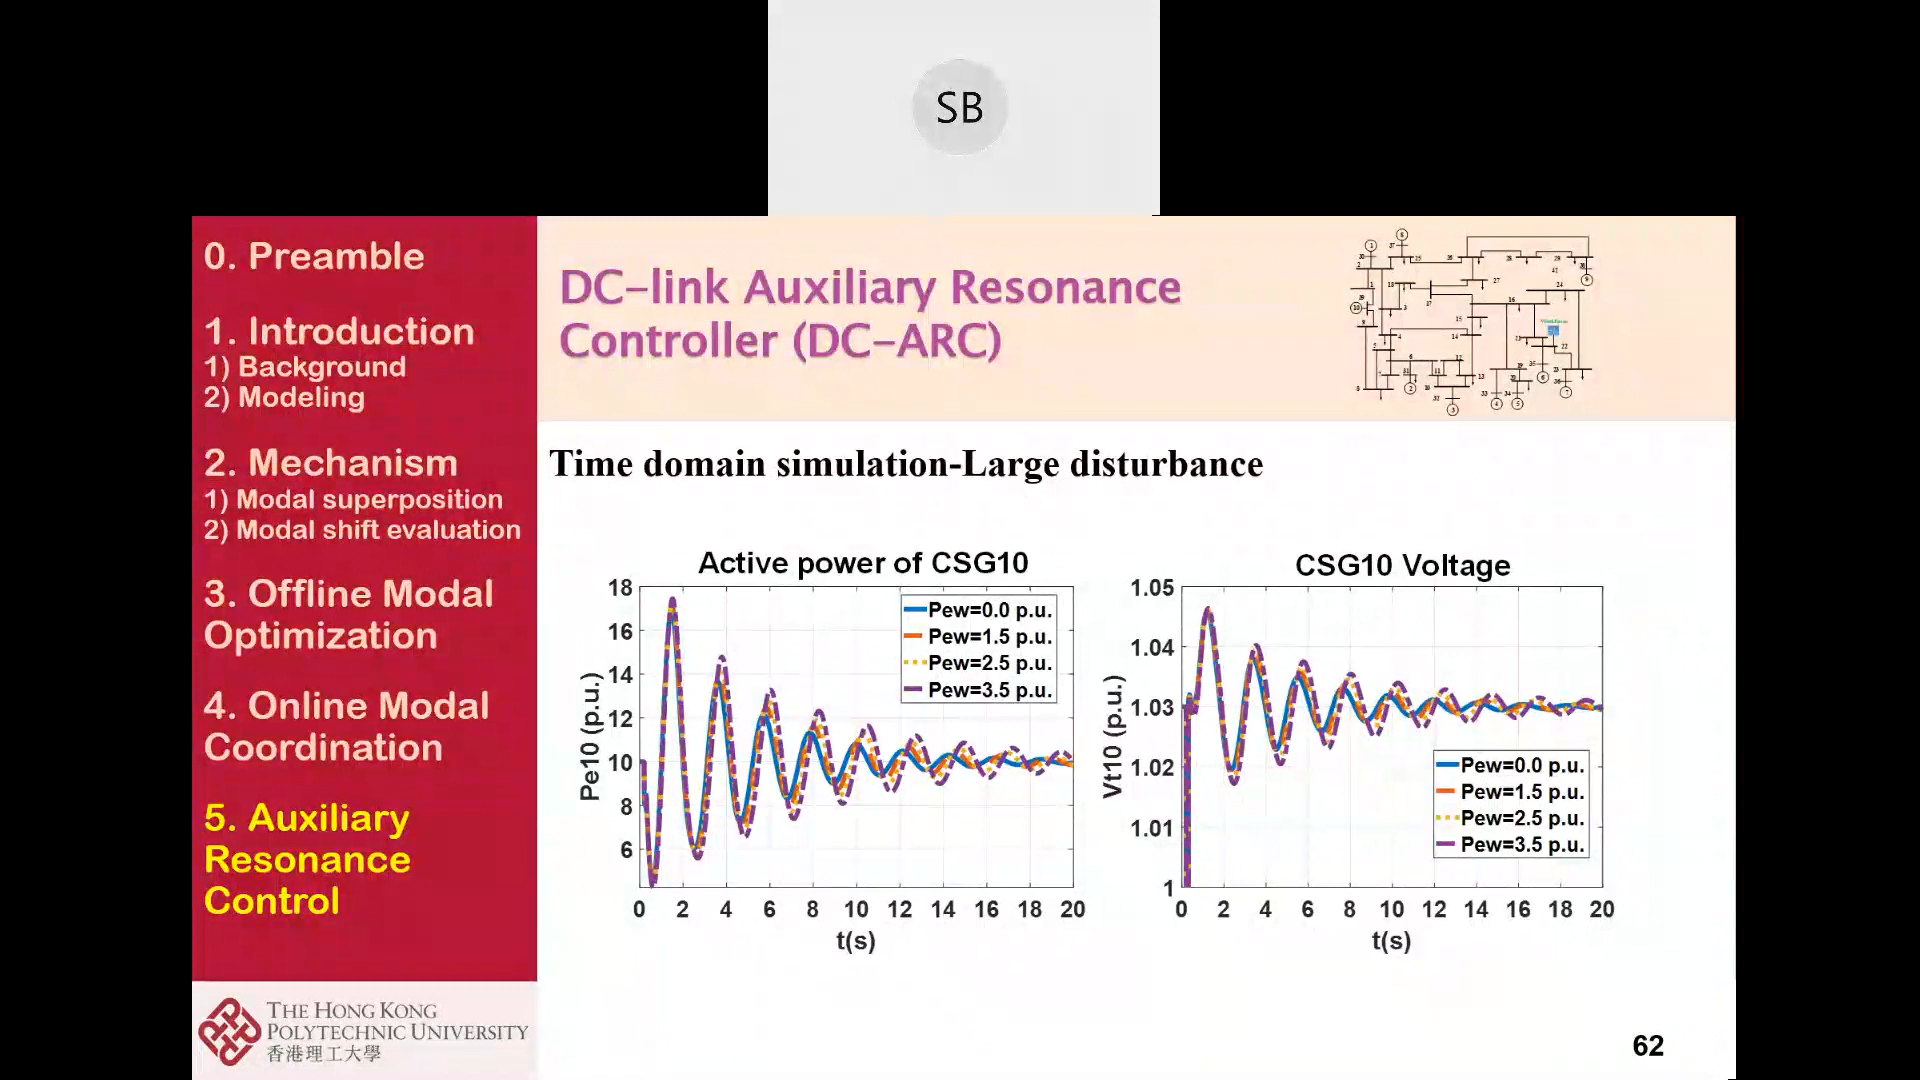 SB
0. Preamble
1. Introduction
1) Background
2) Modeling
2. Mechanism
1) Modal superposition
2) Modal shift evaluation
3. Offline Modal
Optimization
4. Online Modal
Coordination
5. Auxiliary
Resonance
Control
THE HONG KONG
POLYTECHNIC UNIVERSITY
香港理工大學
DC-link Auxiliary Resonance
Controller (DC-ARC)
Time domain simulation-Large disturbance
Active power of CSG10
18
16
14
12
10
8
6
Pe10 (p.u.)
Pew=0.0 p.u.
Pew=1.5 p.u.
Pew=2.5 p.u.
Pew=3.5 p.u.
0 2 4 6 8 10 12 14 16 18 20
t(s)
CSG10 Voltage
1.05
1.04
1.03
1.02
1.01
1
Vt10 (p.u.)
Pew=0.0 p.u.
Pew=1.5 p.u.
Pew=2.5 p.u.
Pew=3.5 p.u.
0 2 4 6 8 10 12 14 16 18 20
t(s)
62